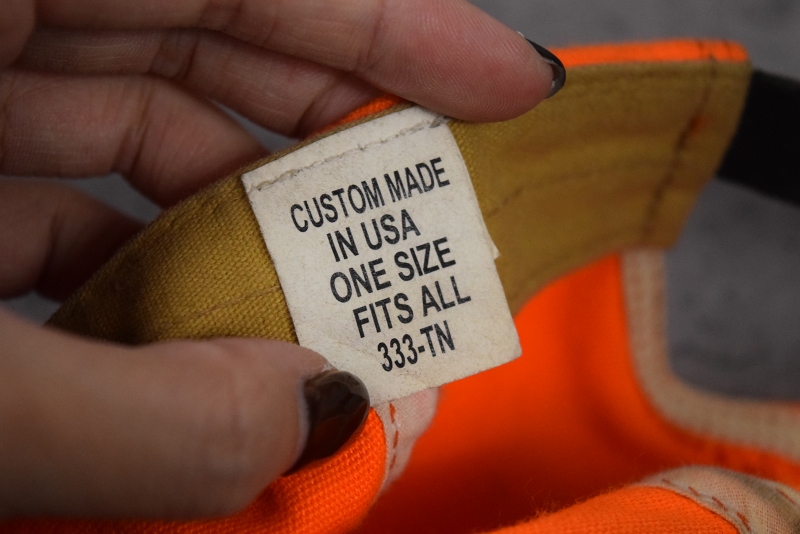 CUSTOM MADE
IN USA
ONE SIZE
FITS ALL
333-TN